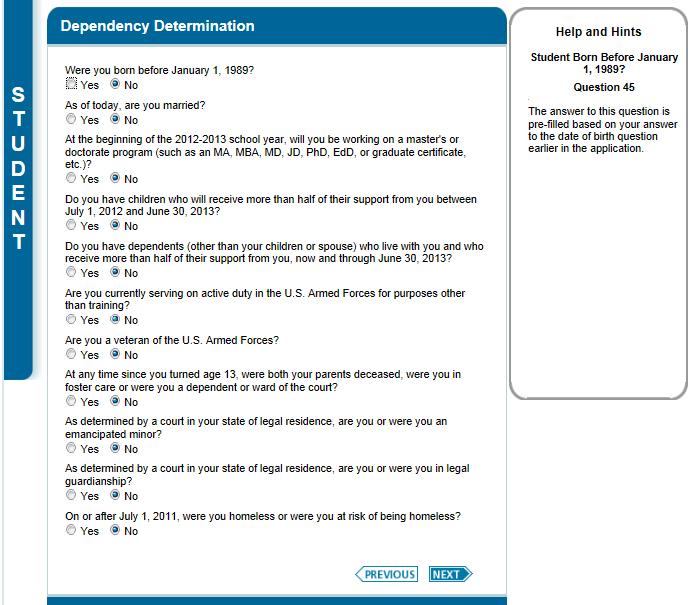 STUDENT
Dependency Determination
Were you born before January 1, 1989?
Yes No
As of today, are you married?
Yes No
At the beginning of the 2012-2013 school year, will you be working on a master's or
doctorate program (such as an MA, MBA, MD, JD, PhD, EdD, or graduate certificate,
etc.)?
Yes No
Do you have children who will receive more than half of their support from you between
July 1, 2012 and June 30, 2013?
Yes No
Do you have dependents (other than your children or spouse) who live with you and who
receive more than half of their support from you, now and through June 30, 2013?
Yes No
Are you currently serving on active duty in the U.S. Armed Forces for purposes other
than training?
Yes No
Are you a veteran of the U.S. Armed Forces?
Yes No
At any time since you turned age 13, were both your parents deceased, were you in
foster care or were you a dependent or ward of the court?
Yes No
As determined by a court in your state of legal residence, are you or were you an
emancipated minor?
Yes No
As determined by a court in your state of legal residence, are you or were you in legal
guardianship?
Yes No
On or after July 1, 2011, were you homeless or were you at risk of being homeless?
Yes No
PREVIOUS NEXT
Help and Hints
Student Born Before January
1, 1989?
Question 45
The answer to this question is
pre-filled based on your answer
to the date of birth question
earlier in the application.